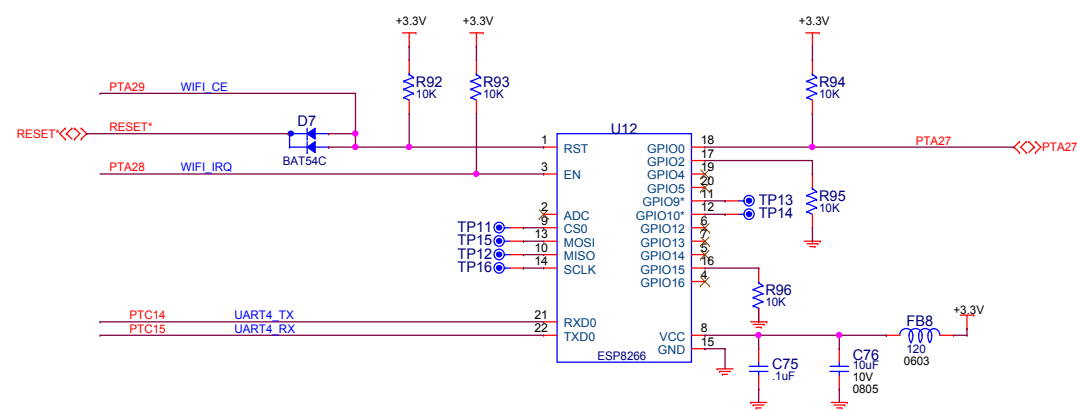 +3.3V +3.3V +3.3V
R92 R93 R94
10K 10K 10K
PTA29 WIFI_CE
D7
RESET* RESET*
BAT54C
U12
1 RST GPIO0 18 PTA27 PTA27
GPIO2 17
PTA28 WIFI_IRQ 3 EN GPIO4 19
GPIO5 20
R95
10K
GPIO9* 11 TP13
2 ADC GPIO10* 12 TP14
TP11 9 CS0 GPIO12 6
TP15 13 MOSI GPIO13 7
TP12 10 MISO GPIO14 5
TP16 14 SCLK GPIO15 16
GPIO16 4
R96
10K
PTC14 UART4_TX 21 RXD0
PTC15 UART4_RX 22 TXD0 VCC 8
GND 15
ESP8266
FB8 +3.3V
120
0603
C75
.1uF
C76
10uF
10V
0805